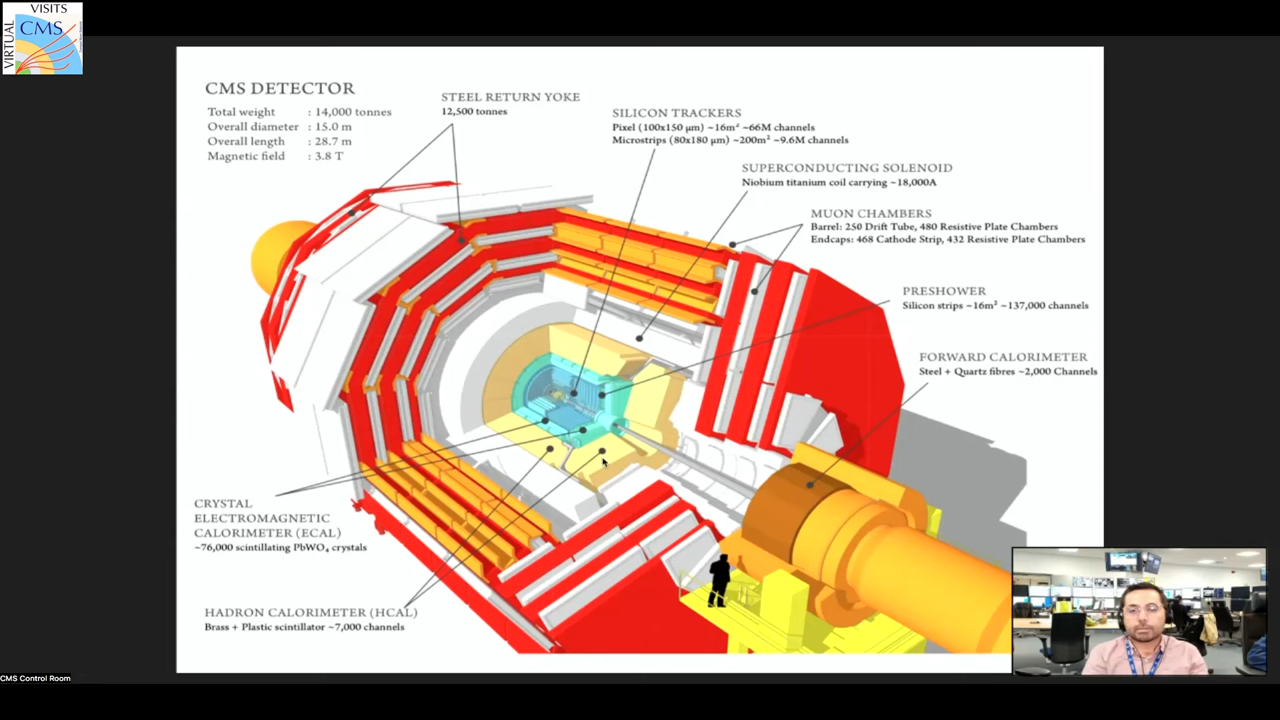 VISITS
VIRTUAL
CMS
CMS DETECTOR
Total weight : 14,000 tonnes
Overall diameter : 15.0 m
Overall length : 28.7 m
Magnetic field : 3.8 T
STEEL RETURN YOKE
12,500 tonnes
SILICON TRACKERS
Pixel (100x150 μm) ~16m² ~66M channels
Microstrips (80x180 μm) ~200m² ~9.6M channels
SUPERCONDUCTING SOLENOID
Niobium titanium coil carrying ~18,000A
MUON CHAMBERS
Barrel: 250 Drift Tube, 480 Resistive Plate Chambers
Endcaps: 468 Cathode Strip, 432 Resistive Plate Chambers
PRESHOWER
Silicon strips ~16m² ~137,000 channels
FORWARD CALORIMETER
Steel + Quartz fibres ~2,000 Channels
CRYSTAL
ELECTROMAGNETIC
CALORIMETER (ECAL)
~76,000 scintillating PbWO₄ crystals
HADRON CALORIMETER (HCAL)
Brass + Plastic scintillator ~7,000 channels
CMS Control Room